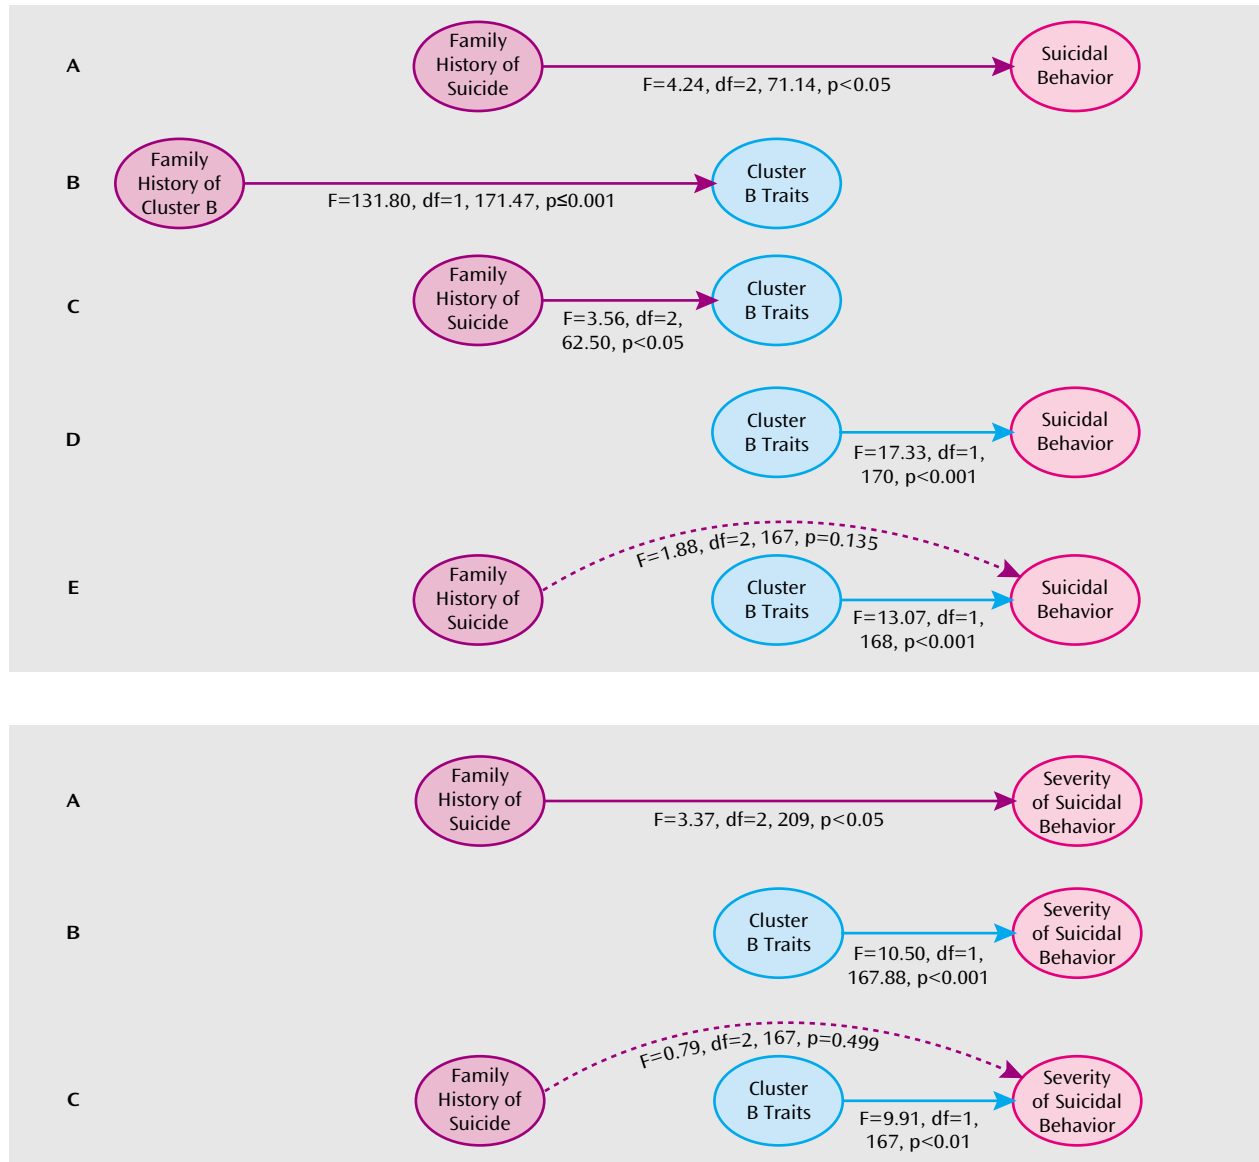 A
Family
History of
Suicide
F=4.24, df=2, 71.14, p<0.05
Suicidal
Behavior
B
Family
History of
Cluster B
F=131.80, df=1, 171.47, p≤0.001
Cluster
B Traits
C
Family
History of
Suicide
F=3.56, df=2,
62.50, p<0.05
Cluster
B Traits
D
Cluster
B Traits
F=17.33, df=1,
170, p<0.001
Suicidal
Behavior
E
Family
History of
Suicide
F=1.88, df=2, 167, p=0.135
Cluster
B Traits
F=13.07, df=1,
168, p<0.001
Suicidal
Behavior
A
Family
History of
Suicide
F=3.37, df=2, 209, p<0.05
Severity
of Suicidal
Behavior
B
Cluster
B Traits
F=10.50, df=1,
167.88, p<0.001
Severity
of Suicidal
Behavior
C
Family
History of
Suicide
F=0.79, df=2, 167, p=0.499
Cluster
B Traits
F=9.91, df=1,
167, p<0.01
Severity
of Suicidal
Behavior